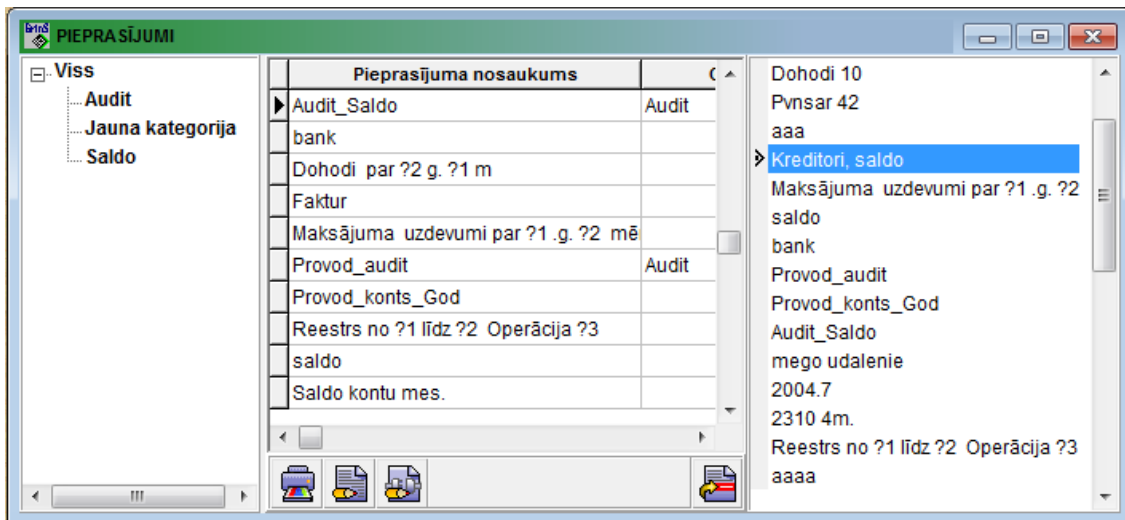 PIEPRASĪJUMI
Viss
Audit
Jauna kategorija
Saldo
Pieprasījuma nosaukums
Audit_Saldo Audit
bank
Dohodi par ?2 g. ?1 m
Faktur
Maksājuma uzdevumi par ?1 .g. ?2 mē
Provod_audit Audit
Provod_konts_God
Reestrs no ?1 līdz ?2 Operācija ?3
saldo
Saldo kontu mes.
Dohodi 10
Pvnsar 42
aaa
Kreditori, saldo
Maksājuma uzdevumi par ?1 .g. ?2
saldo
bank
Provod_audit
Provod_konts_God
Audit_Saldo
mego udalenie
2004.7
2310 4m.
Reestrs no ?1 līdz ?2 Operācija ?3
aaaa